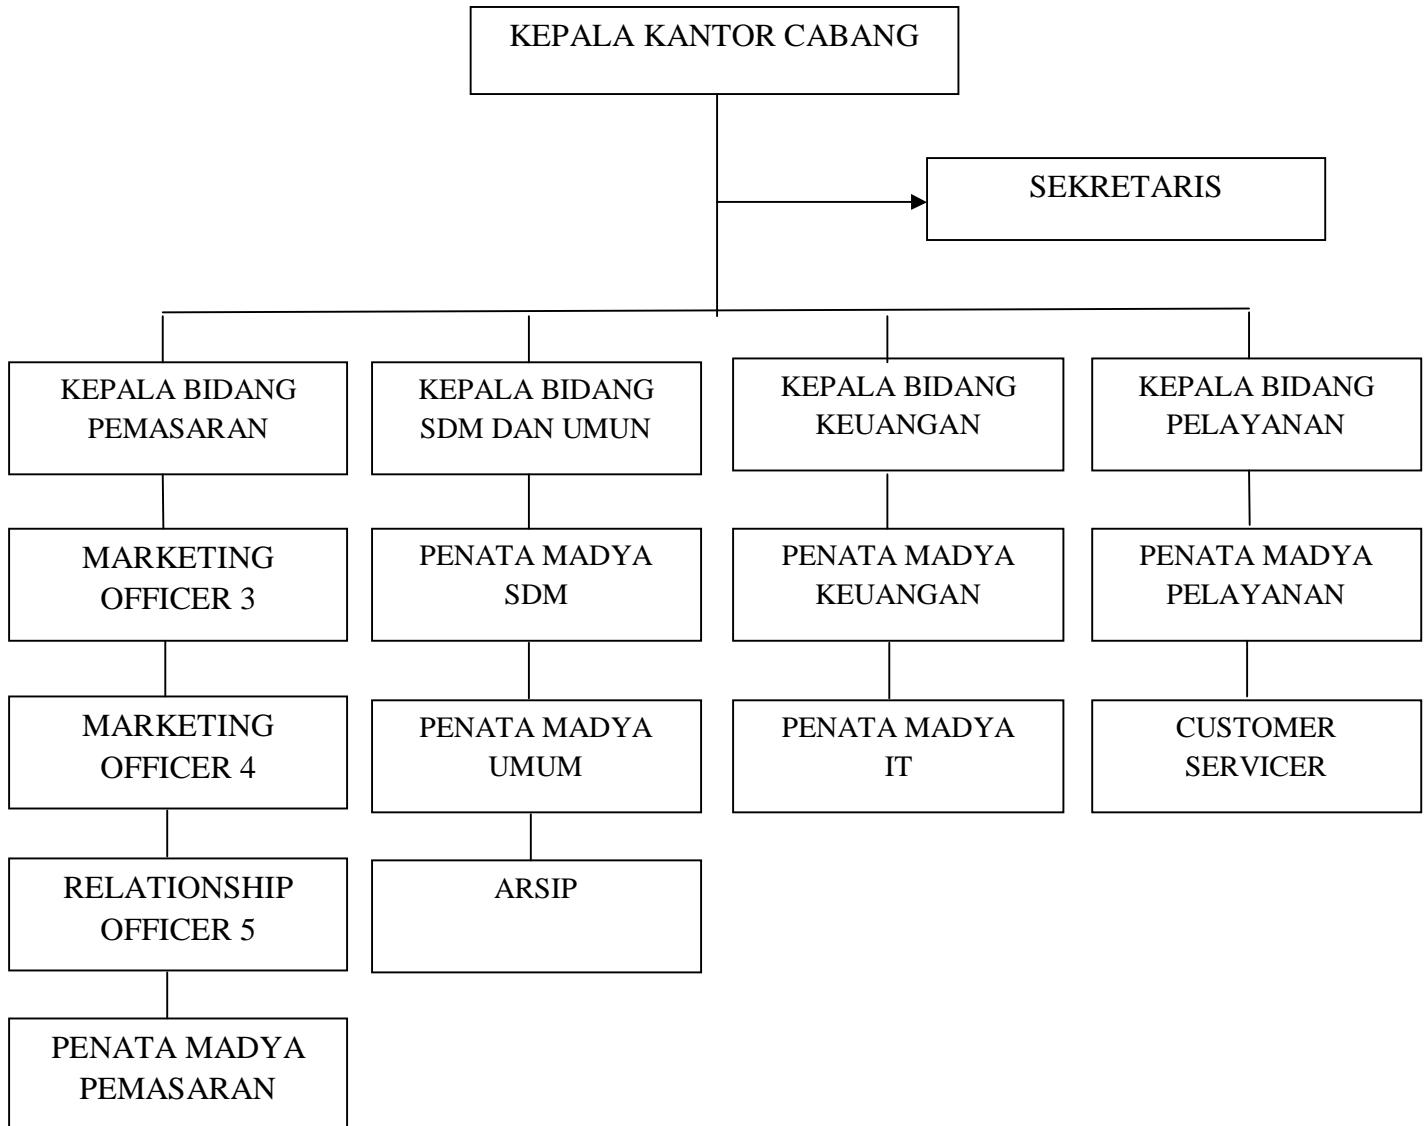 KEPALA KANTOR CABANG
SEKRETARIS
KEPALA BIDANG
PEMASARAN
KEPALA BIDANG
SDM DAN UMUN
KEPALA BIDANG
KEUANGAN
KEPALA BIDANG
PELAYANAN
MARKETING
OFFICER 3
PENATA MADYA
SDM
PENATA MADYA
KEUANGAN
PENATA MADYA
PELAYANAN
MARKETING
OFFICER 4
PENATA MADYA
UMUM
PENATA MADYA
IT
CUSTOMER
SERVICER
RELATIONSHIP
OFFICER 5
ARSIP
PENATA MADYA
PEMASARAN